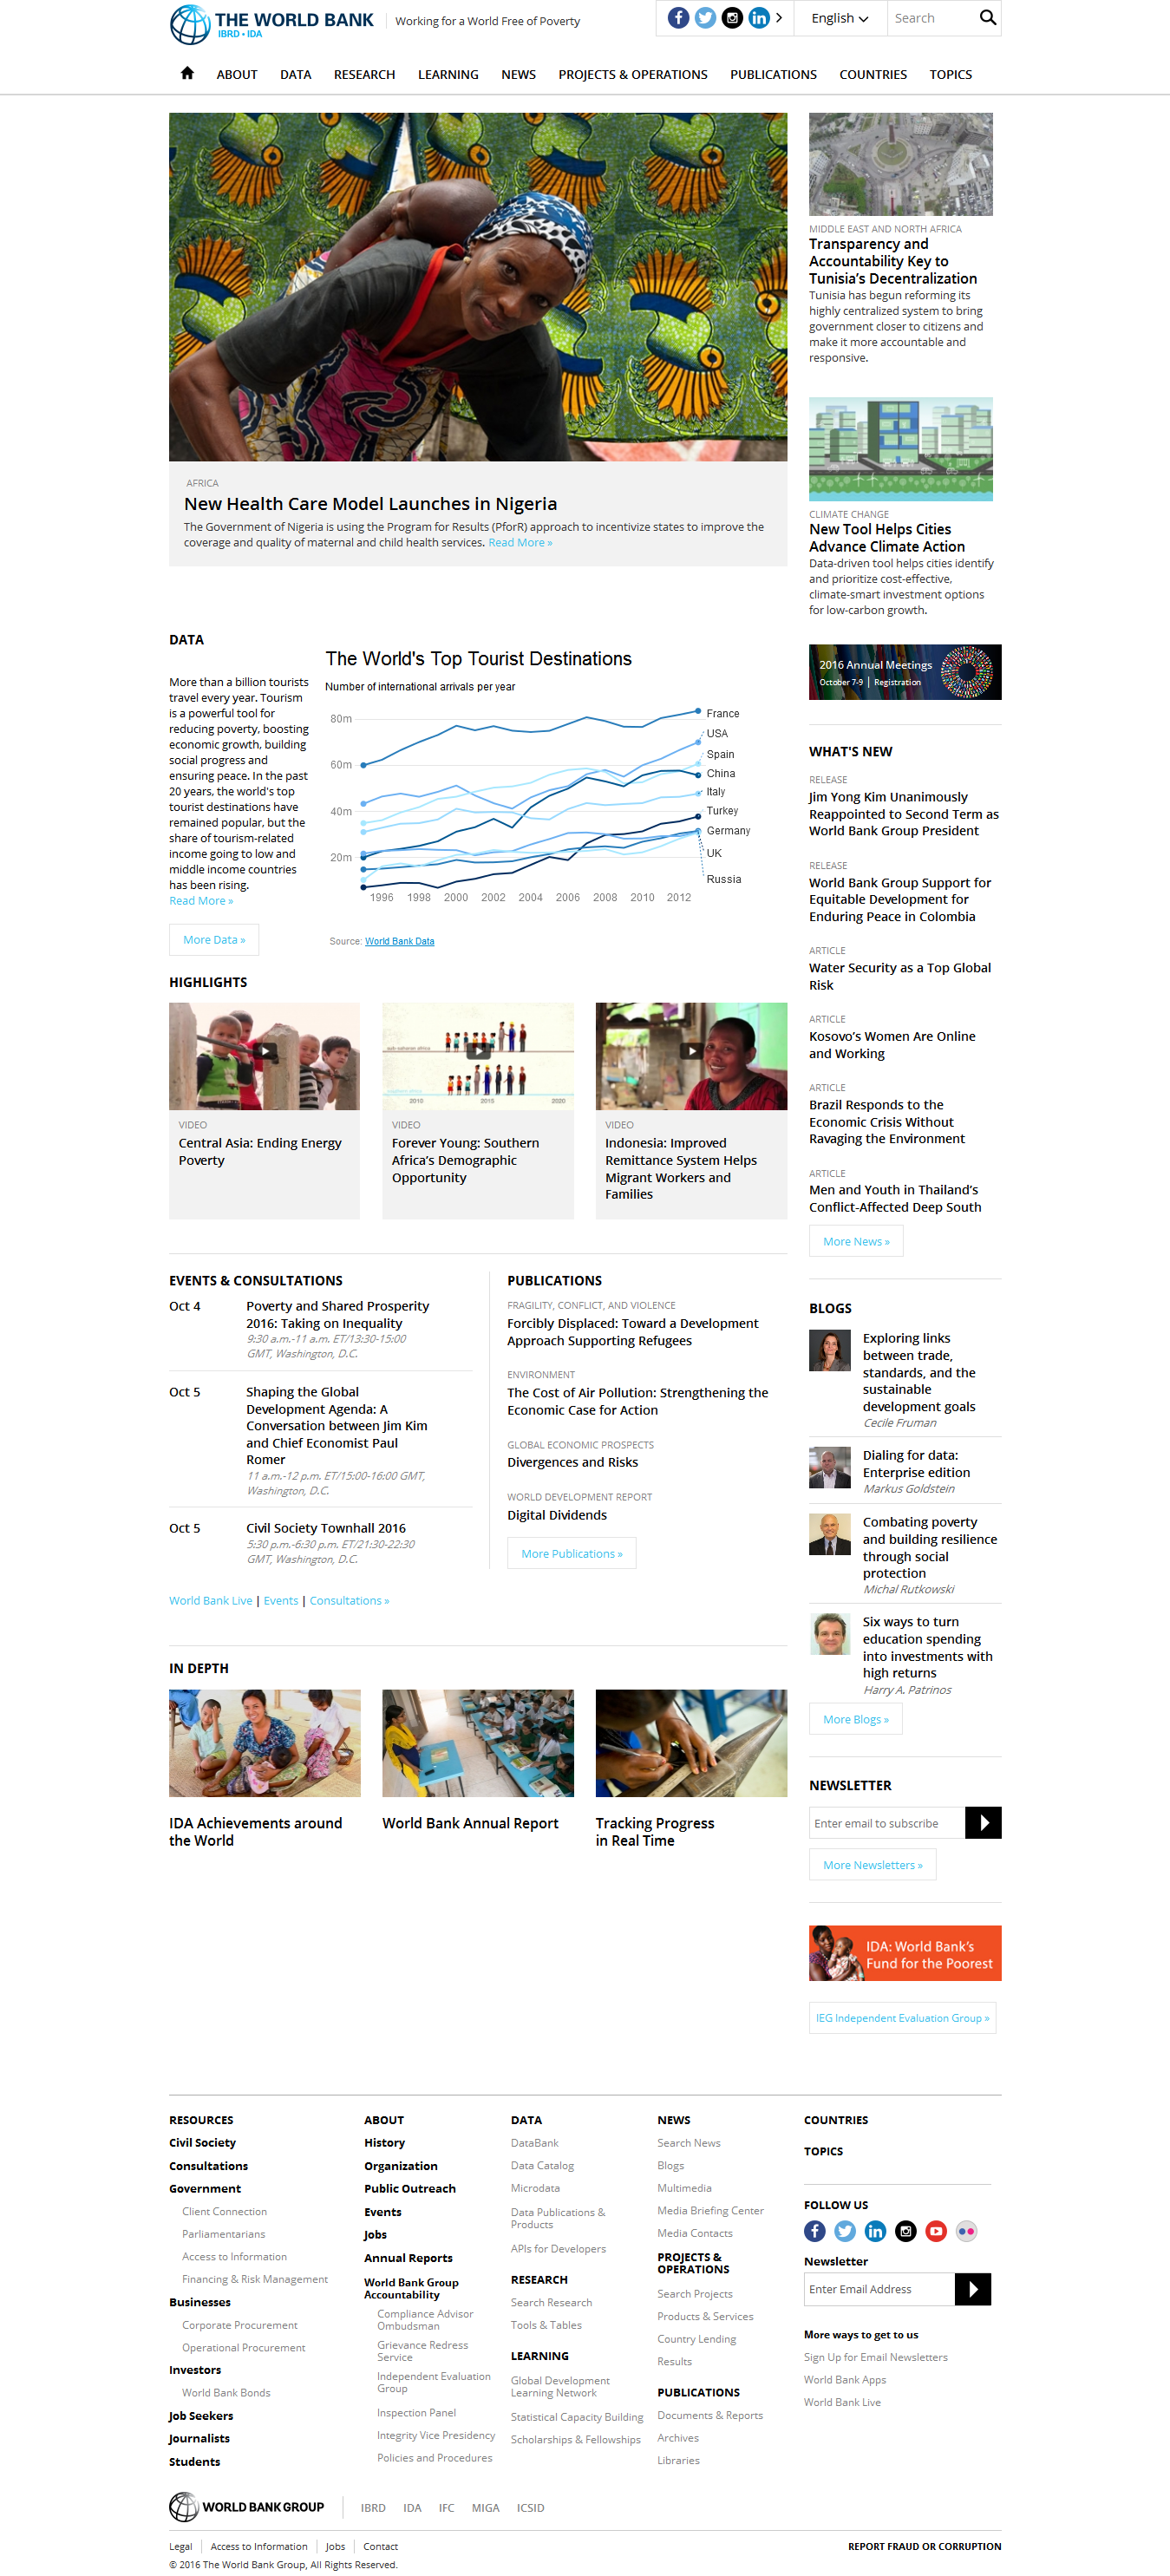 THE WORLD BANK
IBRD • IDA
Working for a World Free of Poverty
English
Search
ABOUT
DATA
RESEARCH
LEARNING
NEWS
PROJECTS & OPERATIONS
PUBLICATIONS
COUNTRIES
TOPICS
AFRICA
New Health Care Model Launches in Nigeria
The Government of Nigeria is using the Program for Results (PforR) approach to incentivize states to improve the
coverage and quality of maternal and child health services. Read More »
MIDDLE EAST AND NORTH AFRICA
Transparency and
Accountability Key to
Tunisia's Decentralization
Tunisia has begun reforming its
highly centralized system to bring
government closer to citizens and
make it more accountable and
responsive.
CLIMATE CHANGE
New Tool Helps Cities
Advance Climate Action
Data-driven tool helps cities identify
and prioritize cost-effective,
climate-smart investment options
for low-carbon growth.
2016 Annual Meetings
October 7-9 | Registration
DATA
More than a billion tourists
travel every year. Tourism
is a powerful tool for
reducing poverty, boosting
economic growth, building
social progress and
ensuring peace. In the past
20 years, the world's top
tourist destinations have
remained popular, but the
share of tourism-related
income going to low and
middle income countries
has been rising.
Read More »
More Data »
The World's Top Tourist Destinations
Number of international arrivals per year
80m
60m
40m
20m
France
USA
Spain
China
Italy
Turkey
Germany
UK
Russia
1996 1998 2000 2002 2004 2006 2008 2010 2012
Source: World Bank Data
WHAT'S NEW
RELEASE
Jim Yong Kim Unanimously
Reappointed to Second Term as
World Bank Group President
RELEASE
World Bank Group Support for
Equitable Development for
Enduring Peace in Colombia
ARTICLE
Water Security as a Top Global
Risk
ARTICLE
Kosovo's Women Are Online
and Working
ARTICLE
Brazil Responds to the
Economic Crisis Without
Ravaging the Environment
ARTICLE
Men and Youth in Thailand's
Conflict-Affected Deep South
More News »
HIGHLIGHTS
VIDEO
Central Asia: Ending Energy
Poverty
sub-saharan africa
2010 2015 2020
VIDEO
Forever Young: Southern
Africa's Demographic
Opportunity
VIDEO
Indonesia: Improved
Remittance System Helps
Migrant Workers and
Families
EVENTS & CONSULTATIONS
Oct 4
Poverty and Shared Prosperity
2016: Taking on Inequality
9:30 a.m.-11 a.m. ET/13:30-15:00
GMT, Washington, D.C.
Oct 5
Shaping the Global
Development Agenda: A
Conversation between Jim Kim
and Chief Economist Paul
Romer
11 a.m.-12 p.m. ET/15:00-16:00 GMT,
Washington, D.C.
Oct 5
Civil Society Townhall 2016
5:30 p.m.-6:30 p.m. ET/21:30-22:30
GMT, Washington, D.C.
World Bank Live | Events | Consultations »
PUBLICATIONS
FRAGILITY, CONFLICT, AND VIOLENCE
Forcibly Displaced: Toward a Development
Approach Supporting Refugees
ENVIRONMENT
The Cost of Air Pollution: Strengthening the
Economic Case for Action
GLOBAL ECONOMIC PROSPECTS
Divergences and Risks
WORLD DEVELOPMENT REPORT
Digital Dividends
More Publications »
BLOGS
Exploring links
between trade,
standards, and the
sustainable
development goals
Cecile Fruman
Dialing for data:
Enterprise edition
Markus Goldstein
Combating poverty
and building resilience
through social
protection
Michal Rutkowski
Six ways to turn
education spending
into investments with
high returns
Harry A. Patrinos
More Blogs »
IN DEPTH
IDA Achievements around
the World
World Bank Annual Report
Tracking Progress
in Real Time
NEWSLETTER
Enter email to subscribe
More Newsletters »
IDA: World Bank's
Fund for the Poorest
IEG Independent Evaluation Group »
RESOURCES
Civil Society
Consultations
Government
Client Connection
Parliamentarians
Access to Information
Financing & Risk Management
Businesses
Corporate Procurement
Operational Procurement
Investors
World Bank Bonds
Job Seekers
Journalists
Students
ABOUT
History
Organization
Public Outreach
Events
Jobs
Annual Reports
World Bank Group
Accountability
Compliance Advisor
Ombudsman
Grievance Redress
Service
Independent Evaluation
Group
Inspection Panel
Integrity Vice Presidency
Policies and Procedures
DATA
DataBank
Data Catalog
Microdata
Data Publications &
Products
APIs for Developers
RESEARCH
Search Research
Tools & Tables
LEARNING
Global Development
Learning Network
Statistical Capacity Building
Scholarships & Fellowships
NEWS
Search News
Blogs
Multimedia
Media Briefing Center
Media Contacts
PROJECTS &
OPERATIONS
Search Projects
Products & Services
Country Lending
Results
PUBLICATIONS
Documents & Reports
Archives
Libraries
COUNTRIES
TOPICS
FOLLOW US
Newsletter
Enter Email Address
More ways to get to us
Sign Up for Email Newsletters
World Bank Apps
World Bank Live
WORLD BANK GROUP
IBRD
IDA
IFC
MIGA
ICSID
Legal
Access to Information
Jobs
Contact
REPORT FRAUD OR CORRUPTION
© 2016 The World Bank Group, All Rights Reserved.